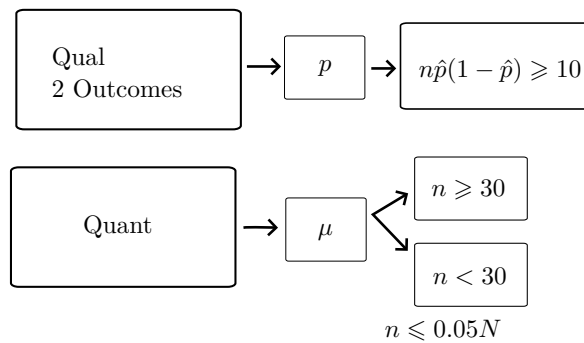 Qual
2 Outcomes
p
np̂(1 − p̂) ⩾ 10
Quant
μ
n ⩾ 30
n < 30
n ⩽ 0.05N